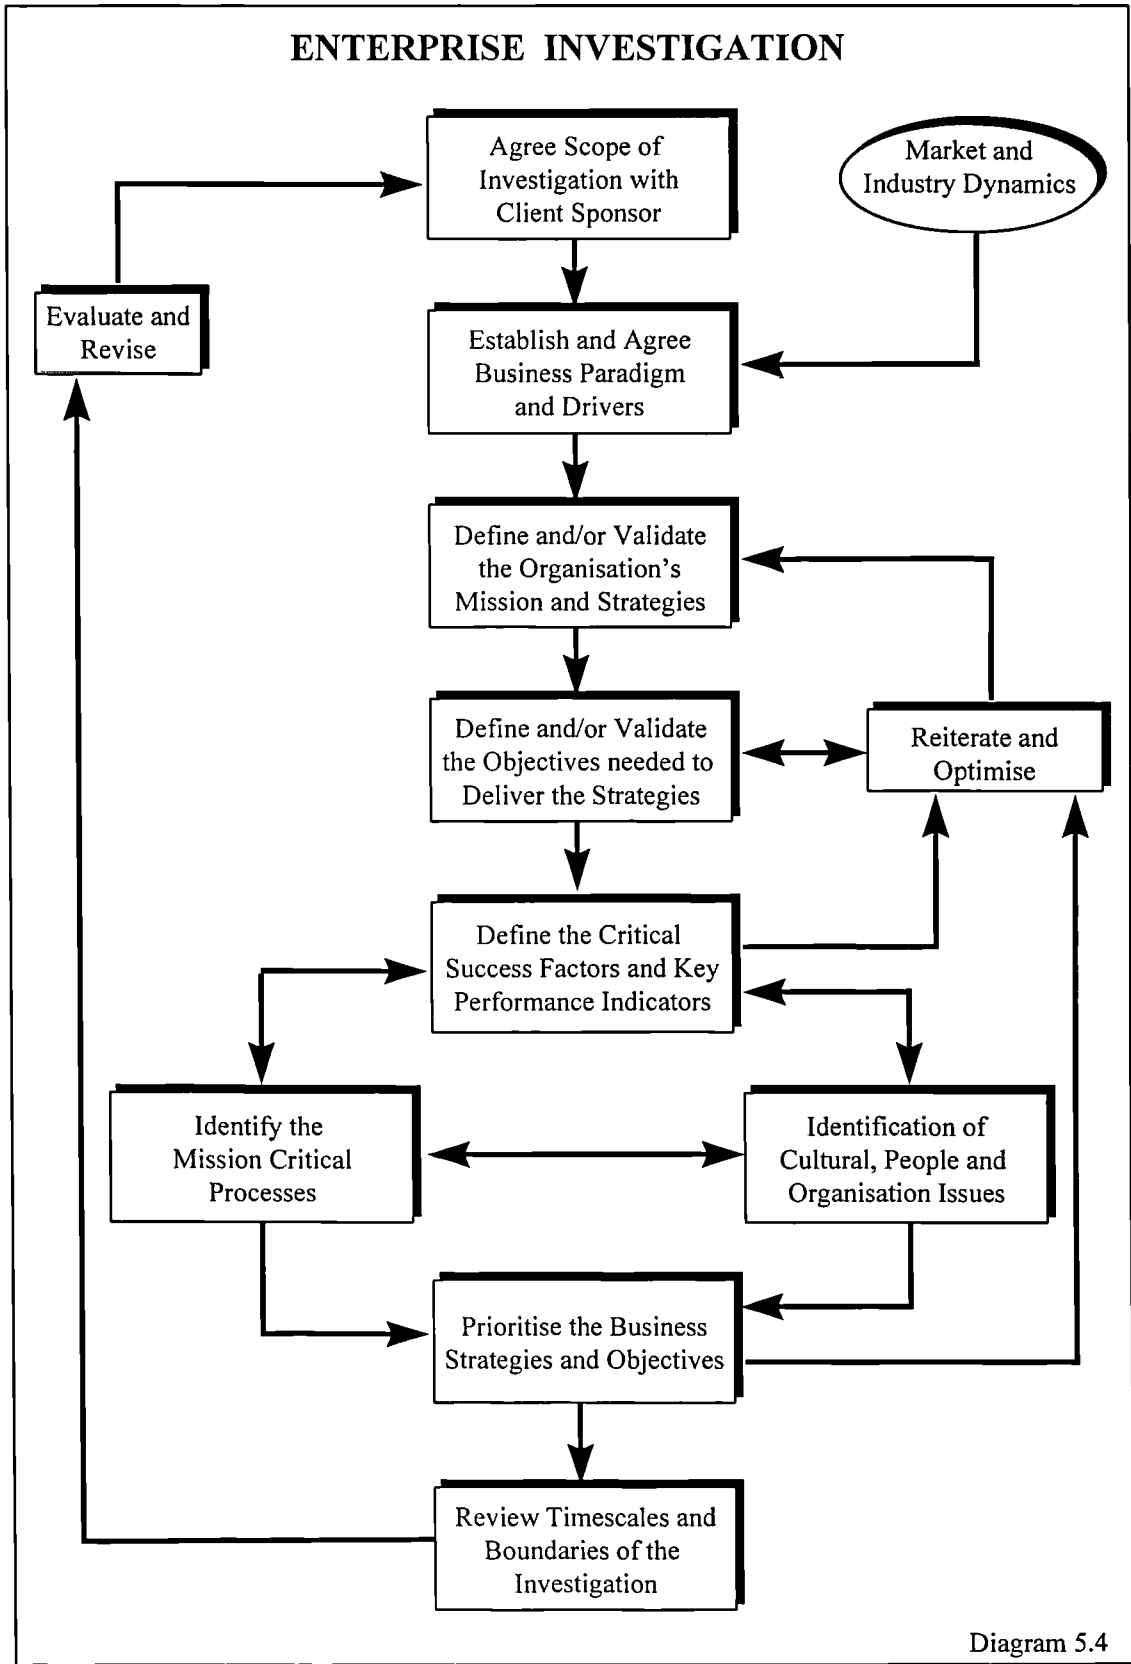 ENTERPRISE INVESTIGATION
Agree Scope of
Investigation with
Client Sponsor
Market and
Industry Dynamics
Evaluate and
Revise
Establish and Agree
Business Paradigm
and Drivers
Define and/or Validate
the Organisation's
Mission and Strategies
Define and/or Validate
the Objectives needed to
Deliver the Strategies
Reiterate and
Optimise
Define the Critical
Success Factors and Key
Performance Indicators
Identify the
Mission Critical
Processes
Identification of
Cultural, People and
Organisation Issues
Prioritise the Business
Strategies and Objectives
Review Timescales and
Boundaries of the
Investigation
Diagram 5.4